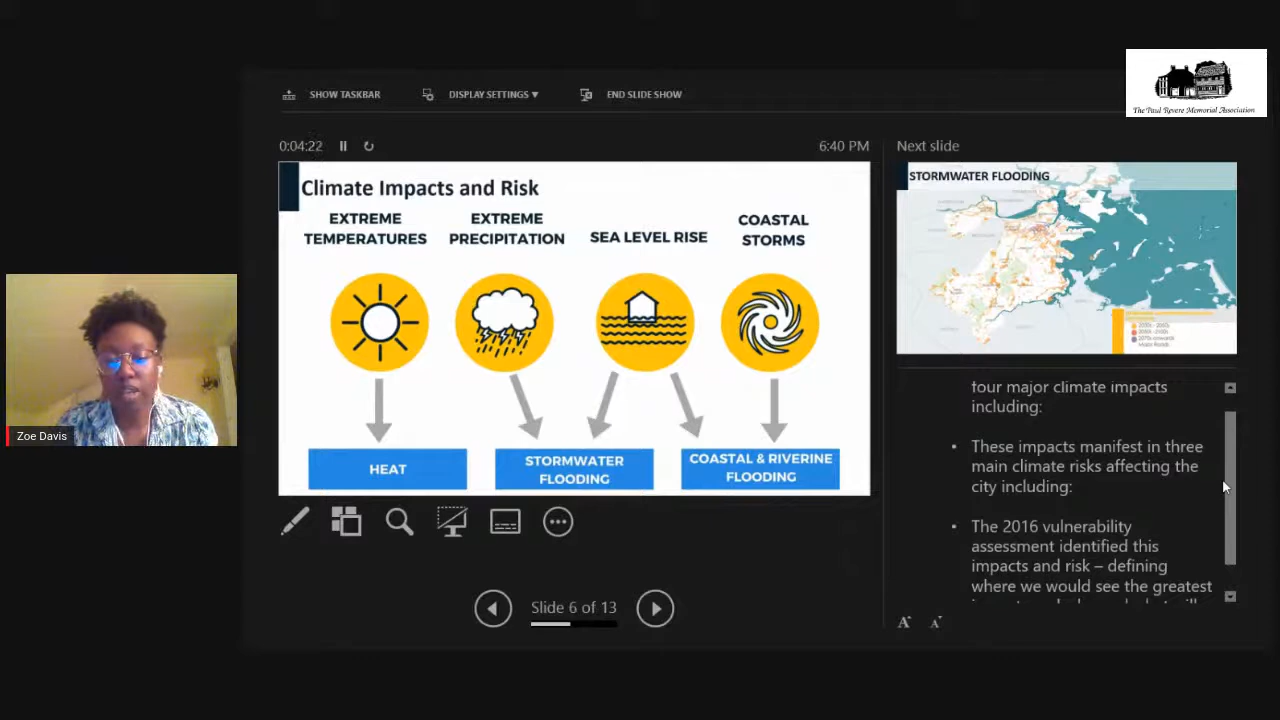 The Paul Revere Memorial Association
SHOW TASKBAR
DISPLAY SETTINGS ▼
END SLIDE SHOW
0:04:22
6:40 PM
Next slide
Climate Impacts and Risk
EXTREME
TEMPERATURES
EXTREME
PRECIPITATION
SEA LEVEL RISE
COASTAL
STORMS
HEAT
STORMWATER
FLOODING
COASTAL & RIVERINE
FLOODING
STORMWATER FLOODING
four major climate impacts
including:
• These impacts manifest in three
main climate risks affecting the
city including:
• The 2016 vulnerability
assessment identified this
impacts and risk – defining
where we would see the greatest
Zoe Davis
Slide 6 of 13
A
A